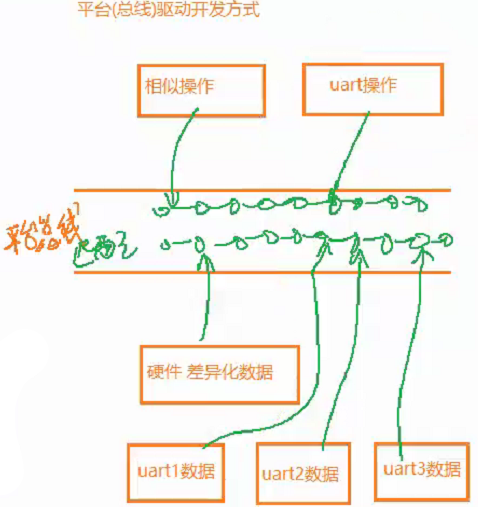 平台(总线)驱动开发方式
相似操作
uart操作
平台总线
匹配
硬件 差异化数据
uart1数据
uart2数据
uart3数据